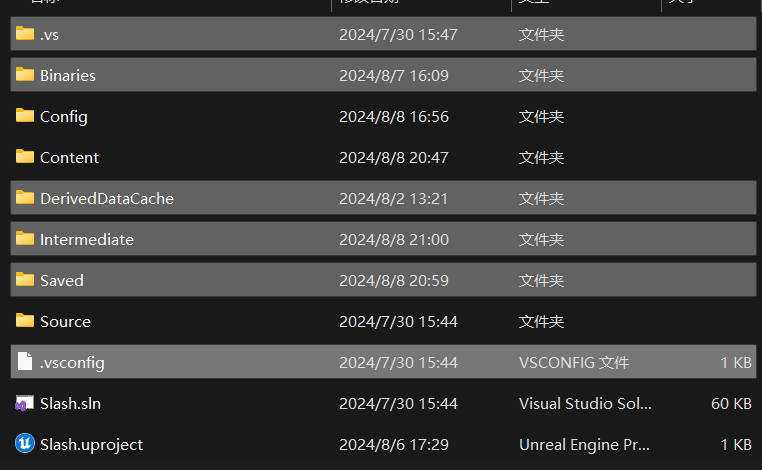 .vs 2024/7/30 15:47 文件夹
Binaries 2024/8/7 16:09 文件夹
Config 2024/8/8 16:56 文件夹
Content 2024/8/8 20:47 文件夹
DerivedDataCache 2024/8/2 13:21 文件夹
Intermediate 2024/8/8 21:00 文件夹
Saved 2024/8/8 20:59 文件夹
Source 2024/7/30 15:44 文件夹
.vsconfig 2024/7/30 15:44 VSCONFIG 文件 1 KB
Slash.sln 2024/7/30 15:44 Visual Studio Sol... 60 KB
Slash.uproject 2024/8/6 17:29 Unreal Engine Pr... 1 KB